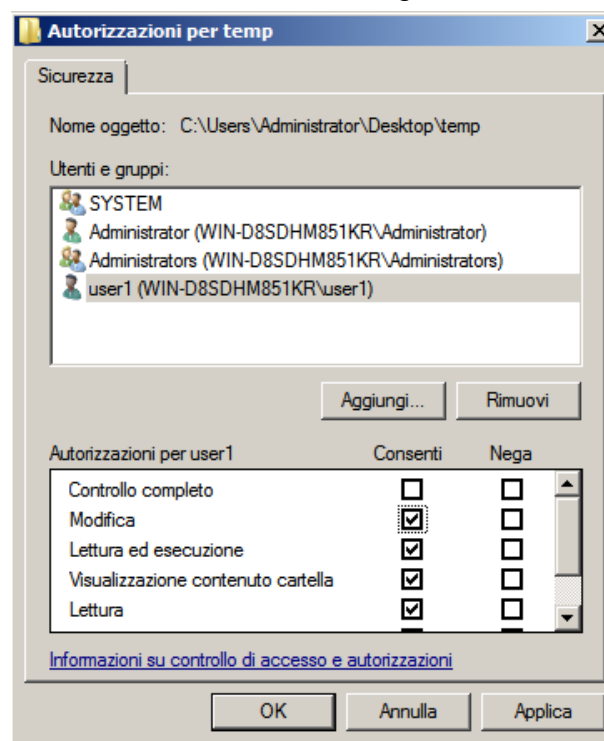 Autorizzazioni per temp
Sicurezza
Nome oggetto: C:\Users\Administrator\Desktop\temp
Utenti e gruppi:
SYSTEM
Administrator (WIN-D8SDHM851KR\Administrator)
Administrators (WIN-D8SDHM851KR\Administrators)
user1 (WIN-D8SDHM851KR\user1)
Aggiungi... Rimuovi
Autorizzazioni per user1 Consenti Nega
Controllo completo
Modifica
Lettura ed esecuzione
Visualizzazione contenuto cartella
Lettura
Informazioni su controllo di accesso e autorizzazioni
OK Annulla Applica